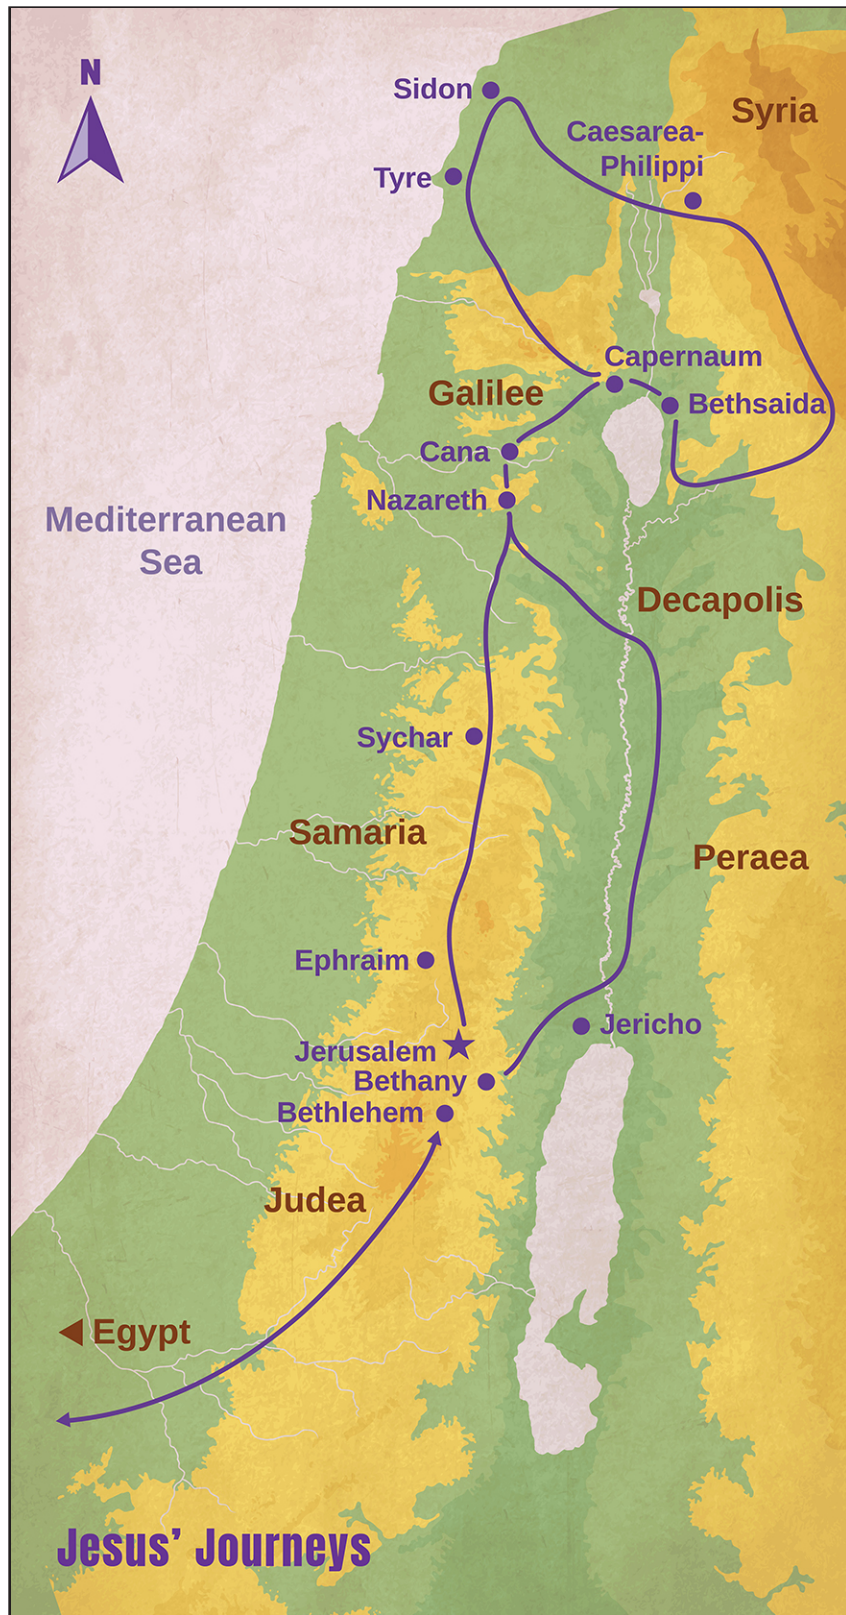 N
Sidon
Syria
Caesarea-
Philippi
Tyre
Capernaum
Galilee
Bethsaida
Cana
Nazareth
Mediterranean
Sea
Decapolis
Sychar
Samaria
Peraea
Ephraim
Jericho
Jerusalem
Bethany
Bethlehem
Judea
Egypt
Jesus’ Journeys